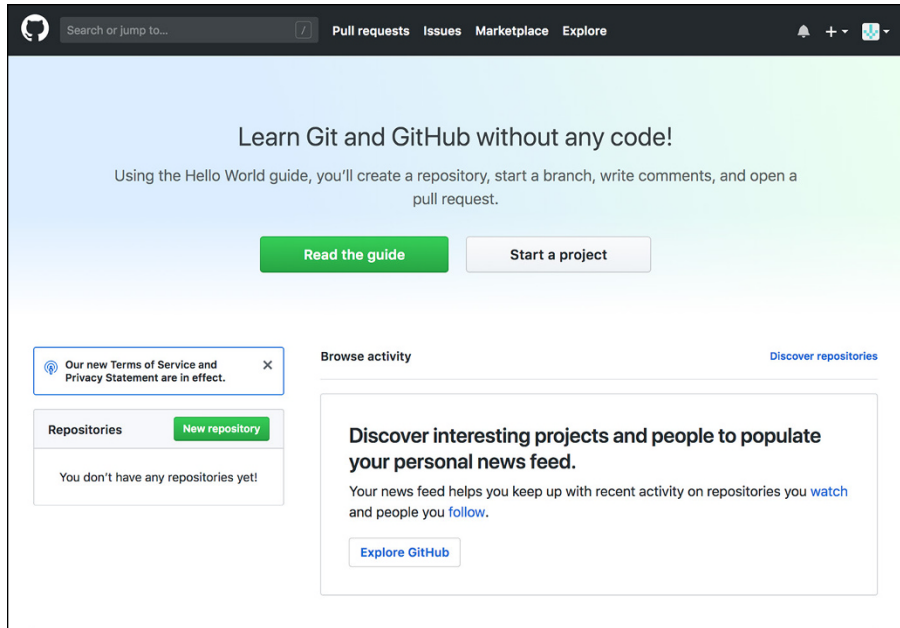 Search or jump to... /
Pull requests Issues Marketplace Explore
Learn Git and GitHub without any code!
Using the Hello World guide, you’ll create a repository, start a branch, write comments, and open a
pull request.
Read the guide
Start a project
Our new Terms of Service and
Privacy Statement are in effect.
Repositories
New repository
You don’t have any repositories yet!
Browse activity
Discover repositories
Discover interesting projects and people to populate
your personal news feed.
Your news feed helps you keep up with recent activity on repositories you watch
and people you follow.
Explore GitHub